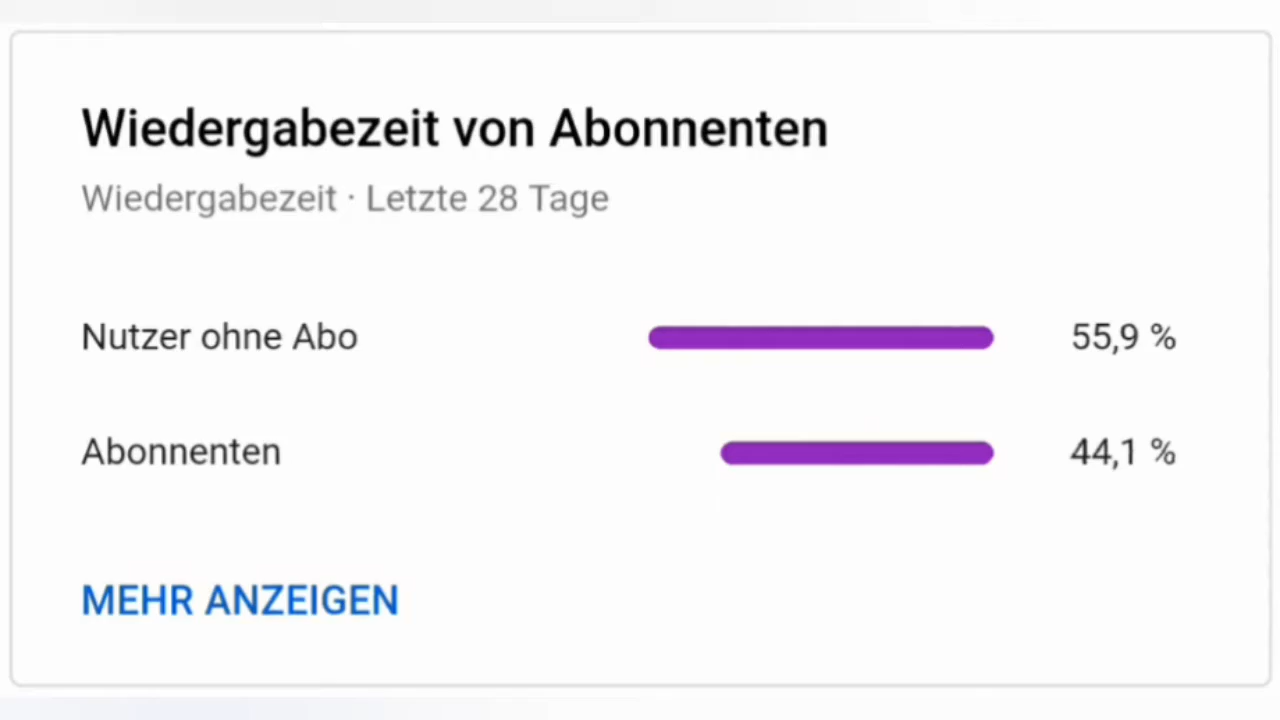 Wiedergabezeit von Abonnenten
Wiedergabezeit · Letzte 28 Tage
Nutzer ohne Abo 55,9 %
Abonnenten 44,1 %
MEHR ANZEIGEN